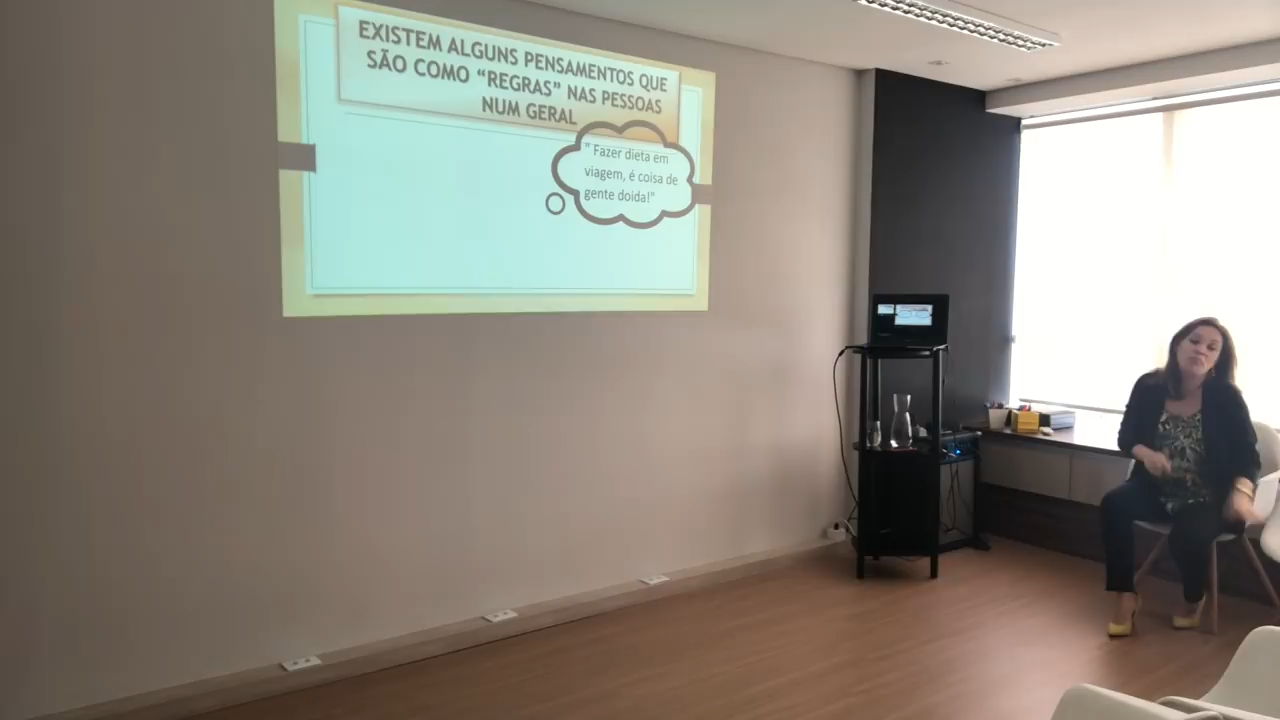 EXISTEM ALGUNS PENSAMENTOS QUE
SÃO COMO “REGRAS” NAS PESSOAS
NUM GERAL
" Fazer dieta em
viagem, é coisa de
gente doida!"